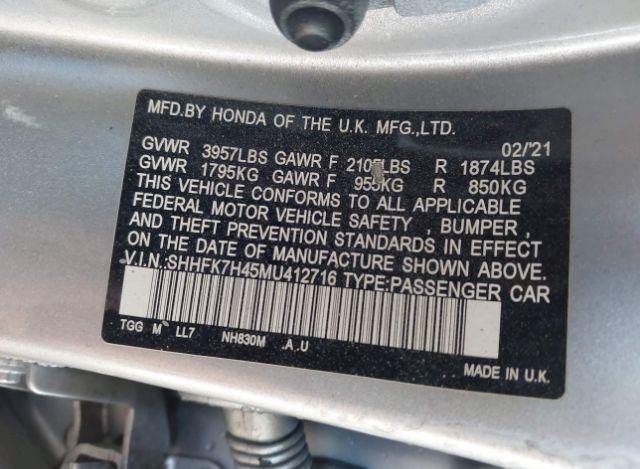 MFD.BY HONDA OF THE U.K. MFG.,LTD.
02/'21
GVWR 3957LBS GAWR F 2105LBS R 1874LBS
GVWR 1795KG GAWR F 955KG R 850KG
THIS VEHICLE CONFORMS TO ALL APPLICABLE
FEDERAL MOTOR VEHICLE SAFETY , BUMPER ,
AND THEFT PREVENTION STANDARDS IN EFFECT
ON THE DATE OF MANUFACTURE SHOWN ABOVE.
V.I.N.:SHHFK7H45MU412716 TYPE:PASSENGER CAR
TGG M LL7 NH830M .A.U
MADE IN U.K.